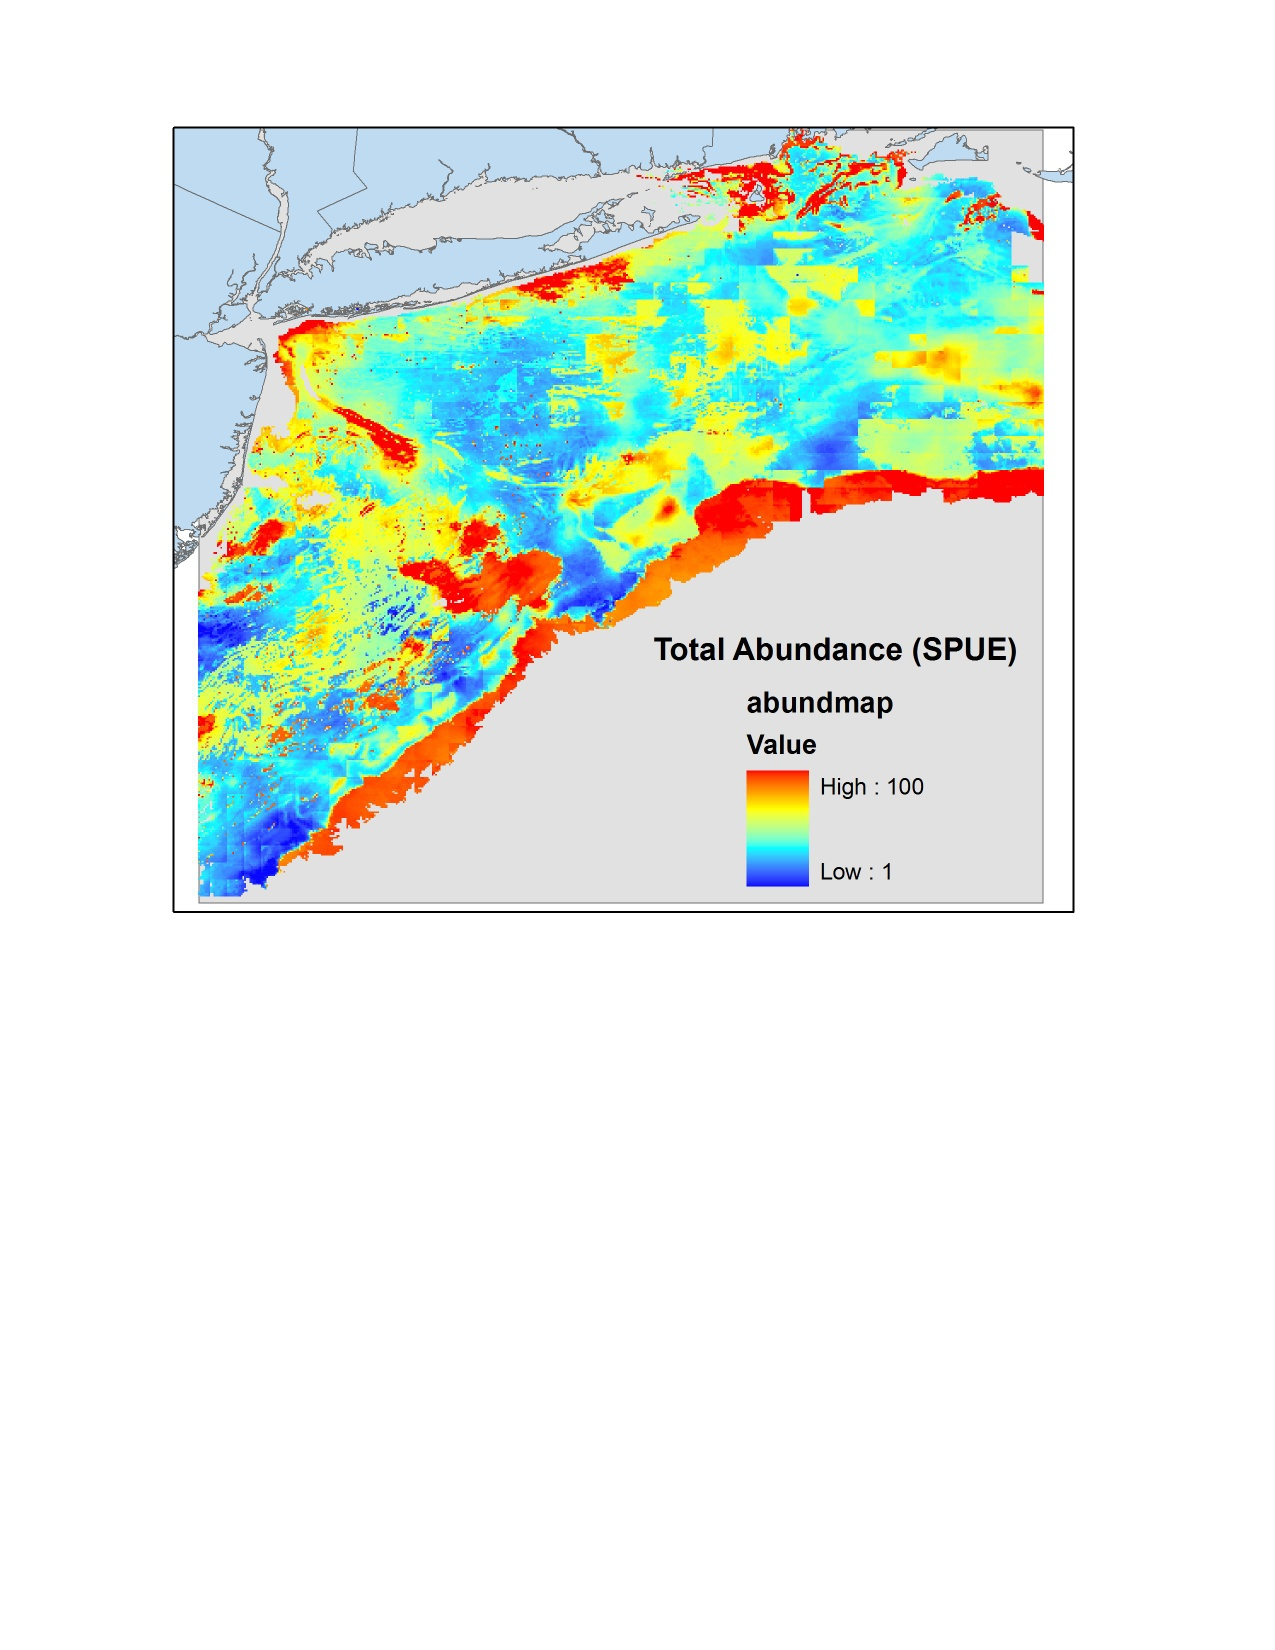 Total Abundance (SPUE)
abundmap
Value
High : 100
Low : 1